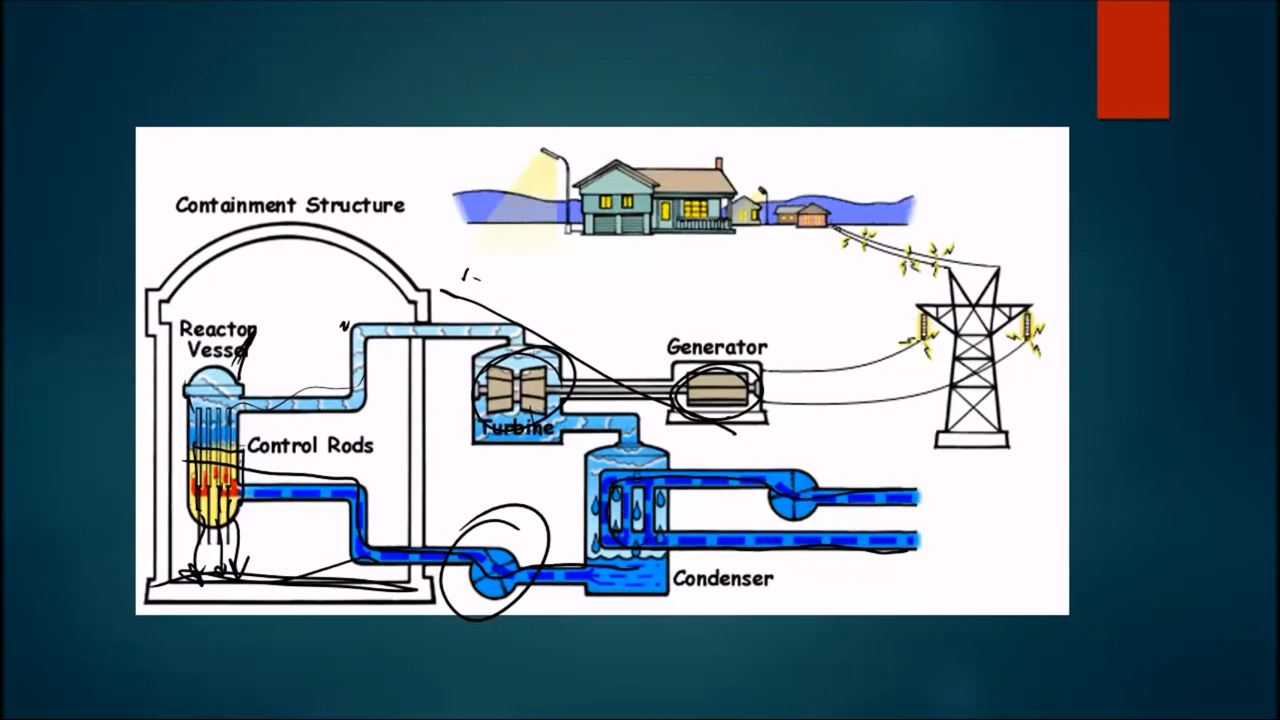 Containment Structure
Reactor
Vessel
Generator
Turbine
Control Rods
Condenser